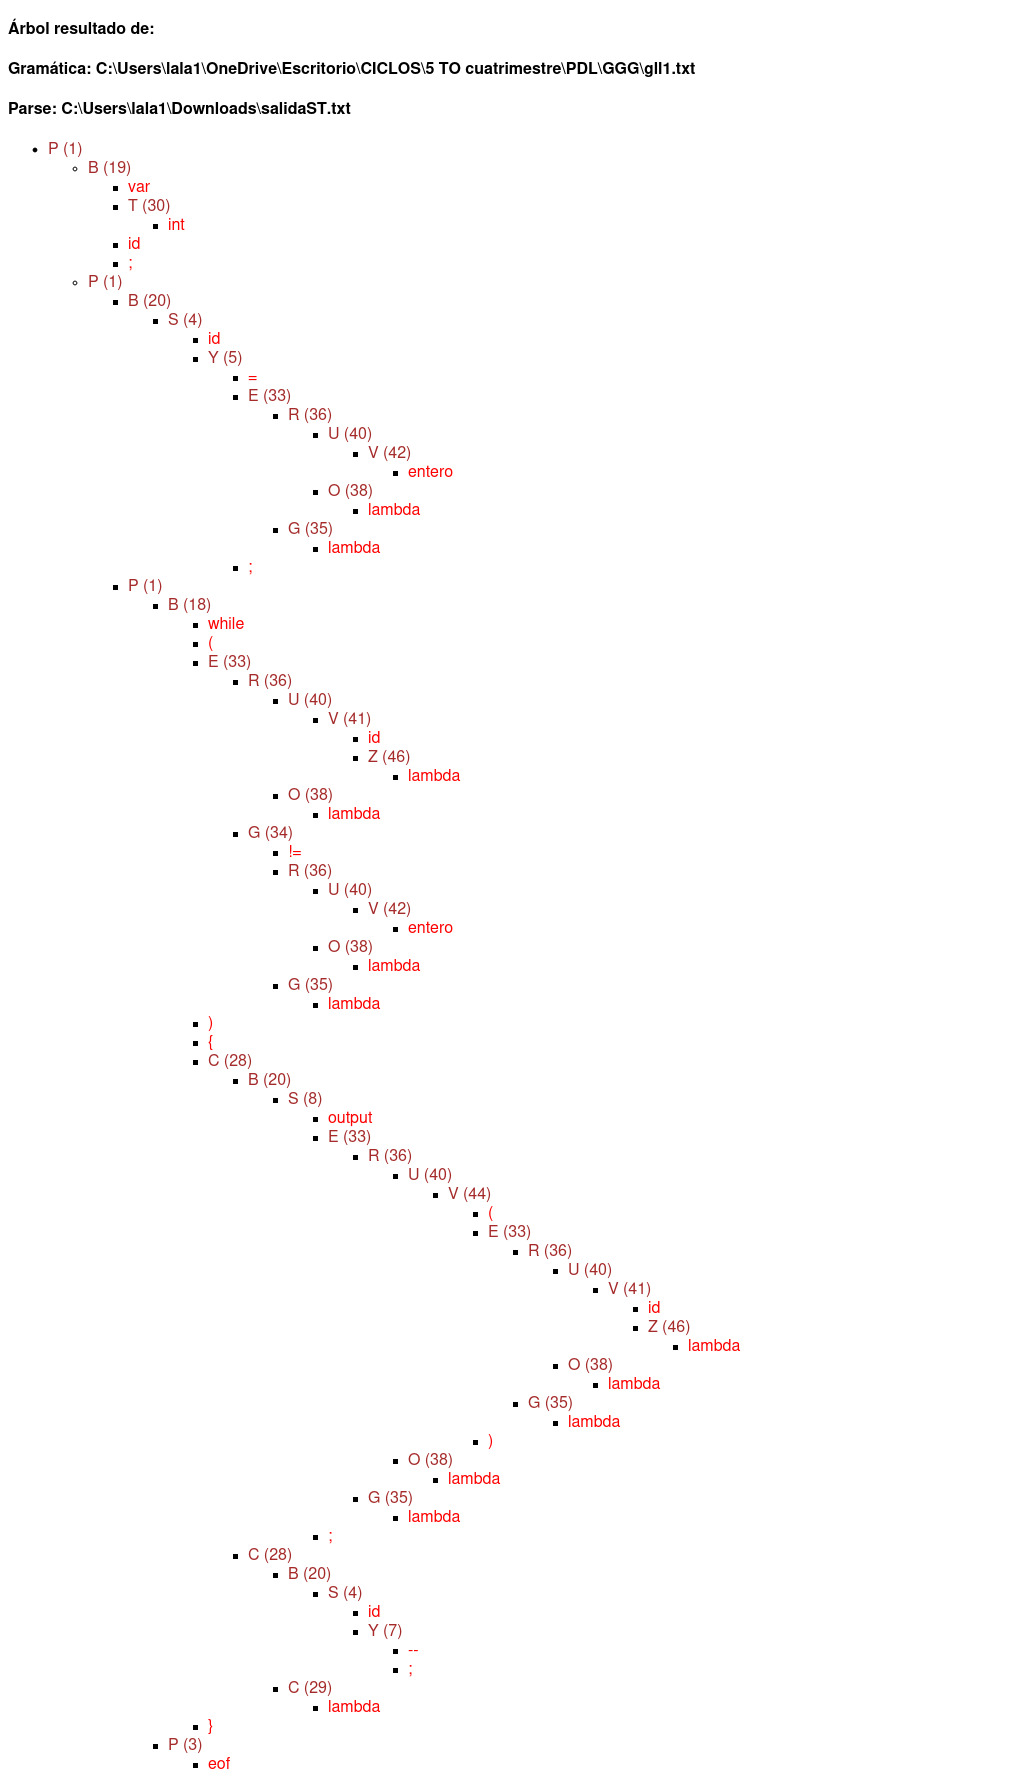 Árbol resultado de:
Gramática: C:\Users\lala1\OneDrive\Escritorio\CICLOS\5 TO cuatrimestre\PDL\GGG\gll1.txt
Parse: C:\Users\lala1\Downloads\salidaST.txt
P (1)
B (19)
var
T (30)
int
id
;
P (1)
B (20)
S (4)
id
Y (5)
=
E (33)
R (36)
U (40)
V (42)
entero
O (38)
lambda
G (35)
lambda
;
P (1)
B (18)
while
(
E (33)
R (36)
U (40)
V (41)
id
Z (46)
lambda
O (38)
lambda
G (34)
!=
R (36)
U (40)
V (42)
entero
O (38)
lambda
G (35)
lambda
)
{
C (28)
B (20)
S (8)
output
E (33)
R (36)
U (40)
V (44)
(
E (33)
R (36)
U (40)
V (41)
id
Z (46)
lambda
O (38)
lambda
G (35)
lambda
)
O (38)
lambda
G (35)
lambda
;
C (28)
B (20)
S (4)
id
Y (7)
--
;
C (29)
lambda
}
P (3)
eof